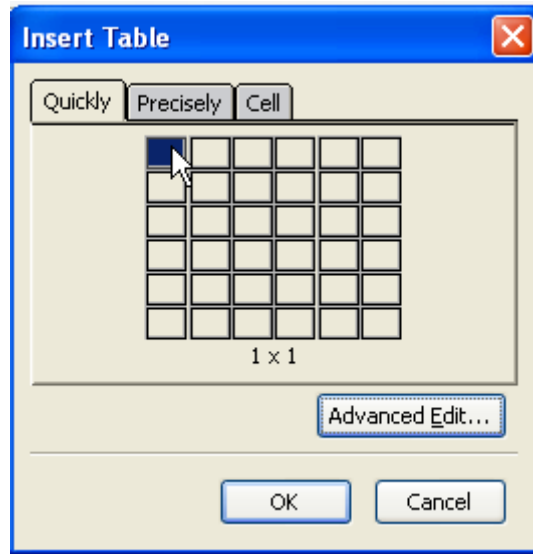 Insert Table
Quickly Precisely Cell
1 x 1
Advanced Edit...
OK Cancel